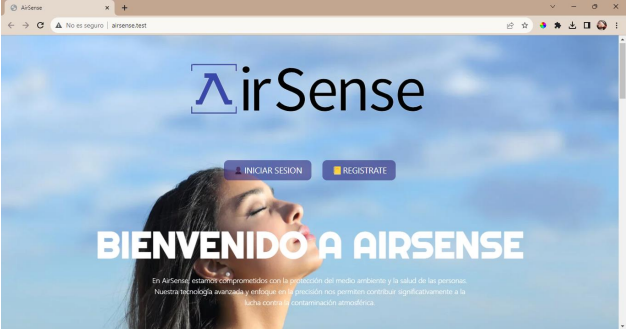 AirSense
No es seguro | airsense.test
AirSense
INICIAR SESION
REGISTRATE
BIENVENIDO A AIRSENSE
En AirSense, estamos comprometidos con la protección del medio ambiente y la salud de las personas.
Nuestra tecnología avanzada y enfoque en la precisión nos permiten contribuir significativamente a la
lucha contra la contaminación atmosférica.